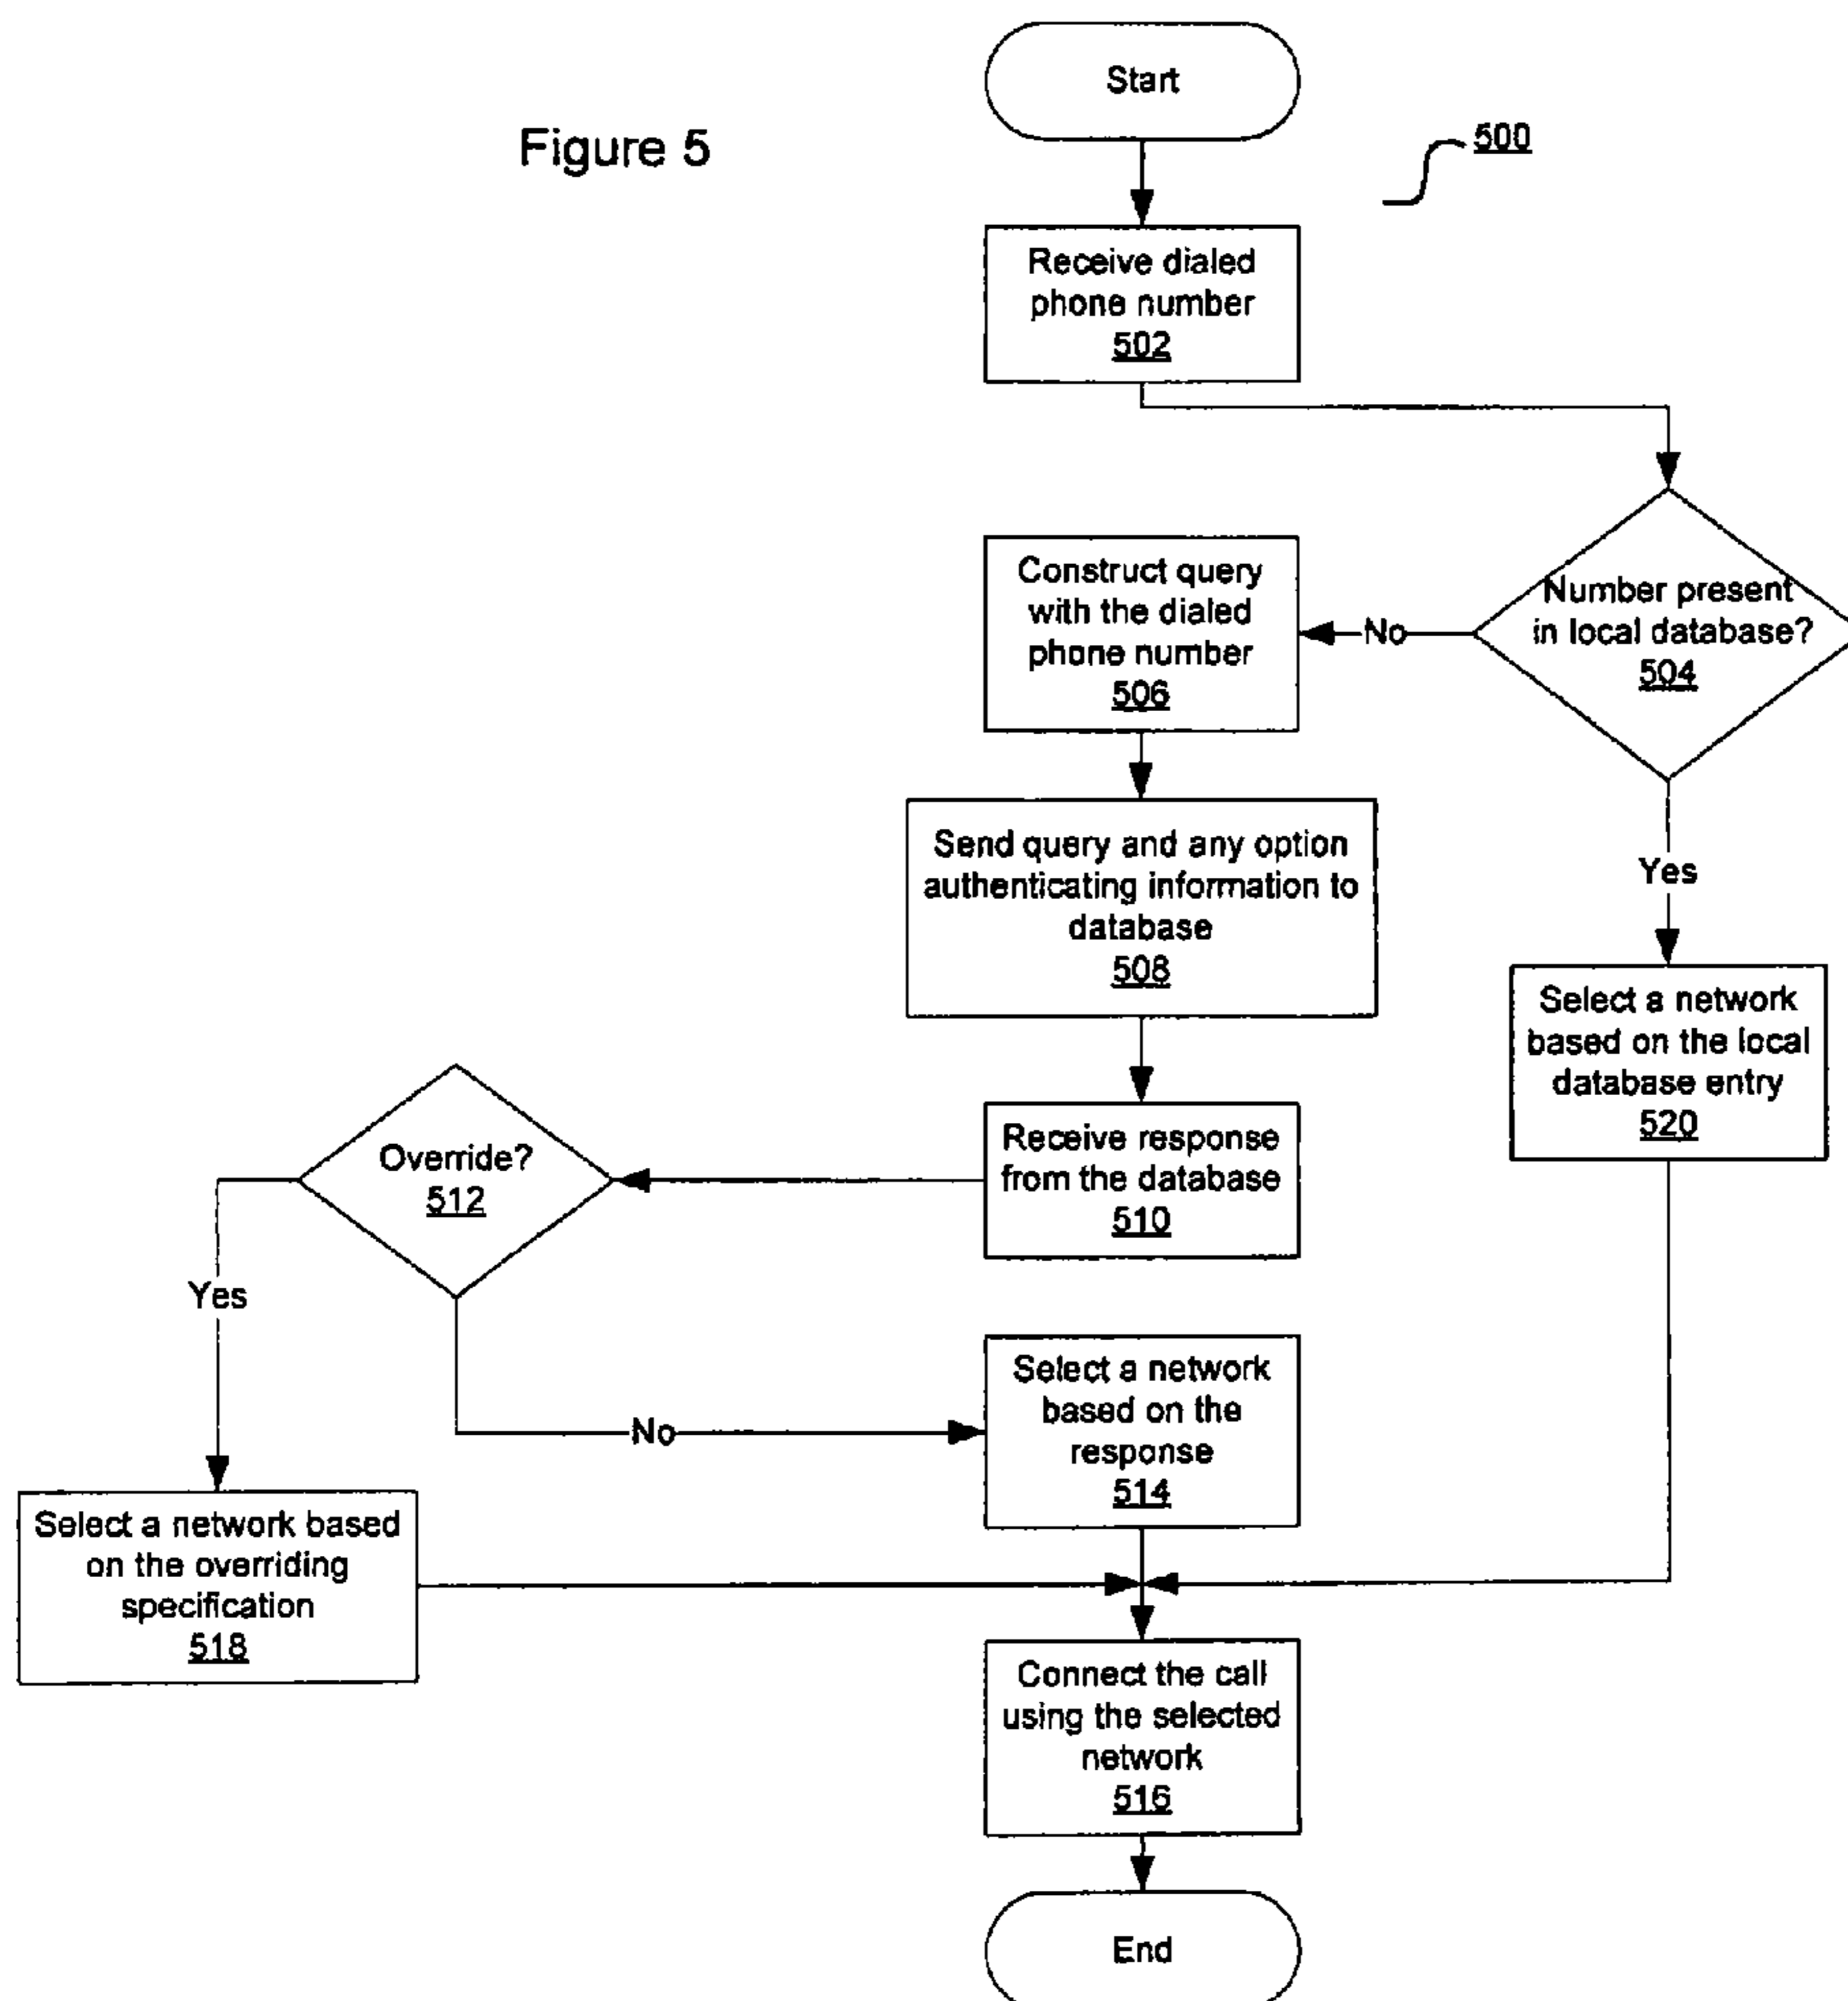 Start
Figure 5
500
Receive dialed
phone number
502
Construct query
with the dialed
phone number
506
No
Number present
in local database?
504
Send query and any option
authenticating information to
database
508
Yes
Select a network
based on the local
database entry
520
Override?
512
Receive response
from the database
510
Yes
No
Select a network
based on the
response
514
Select a network based
on the overriding
specification
518
Connect the call
using the selected
network
516
End